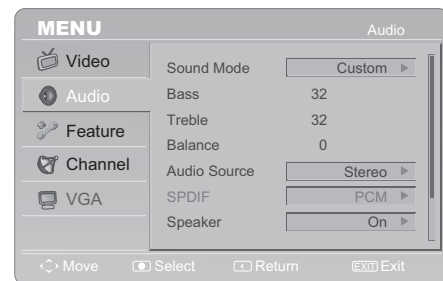 MENU Audio
Video
Audio
Feature
Channel
VGA
Sound Mode Custom
Bass 32
Treble 32
Balance 0
Audio Source Stereo
SPDIF PCM
Speaker On
Move Select Return EXIT Exit